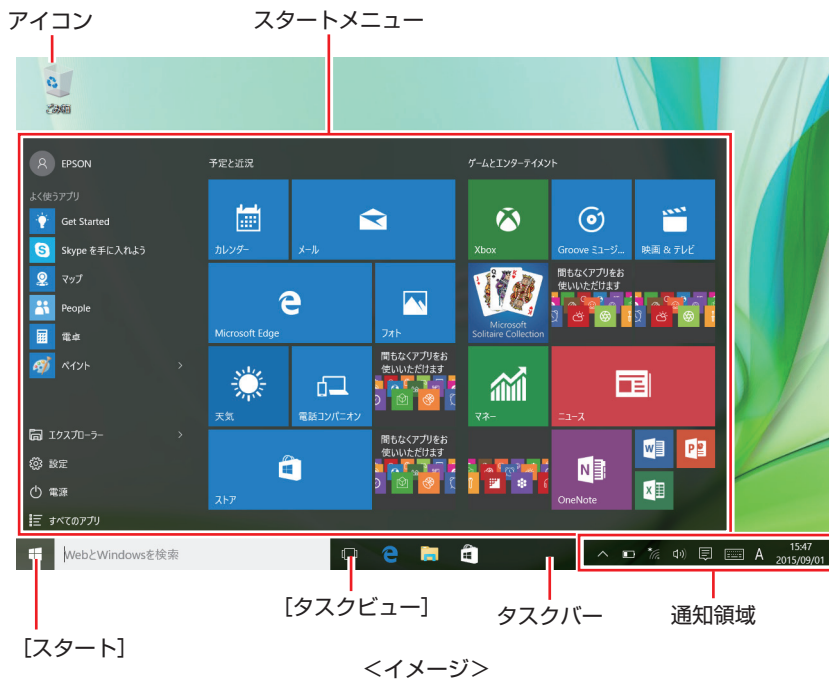 アイコン
スタートメニュー
ごみ箱
EPSON
よく使うアプリ
Get Started
Skype を手に入れよう
マップ
People
電卓
ペイント
エクスプローラー
設定
電源
すべてのアプリ
予定と近況
カレンダー
メール
Microsoft Edge
フォト
天気
電話コンパニオン
間もなくアプリをお
使いいただけます
ストア
間もなくアプリをお
使いいただけます
ゲームとエンターテイメント
Xbox
Groove ミュージ...
映画 & テレビ
Microsoft
Solitaire Collection
間もなくアプリをお
使いいただけます
マネー
ニュース
OneNote
WebとWindowsを検索
A
15:47
2015/09/01
[スタート]
[タスクビュー]
タスクバー
通知領域
＜イメージ＞